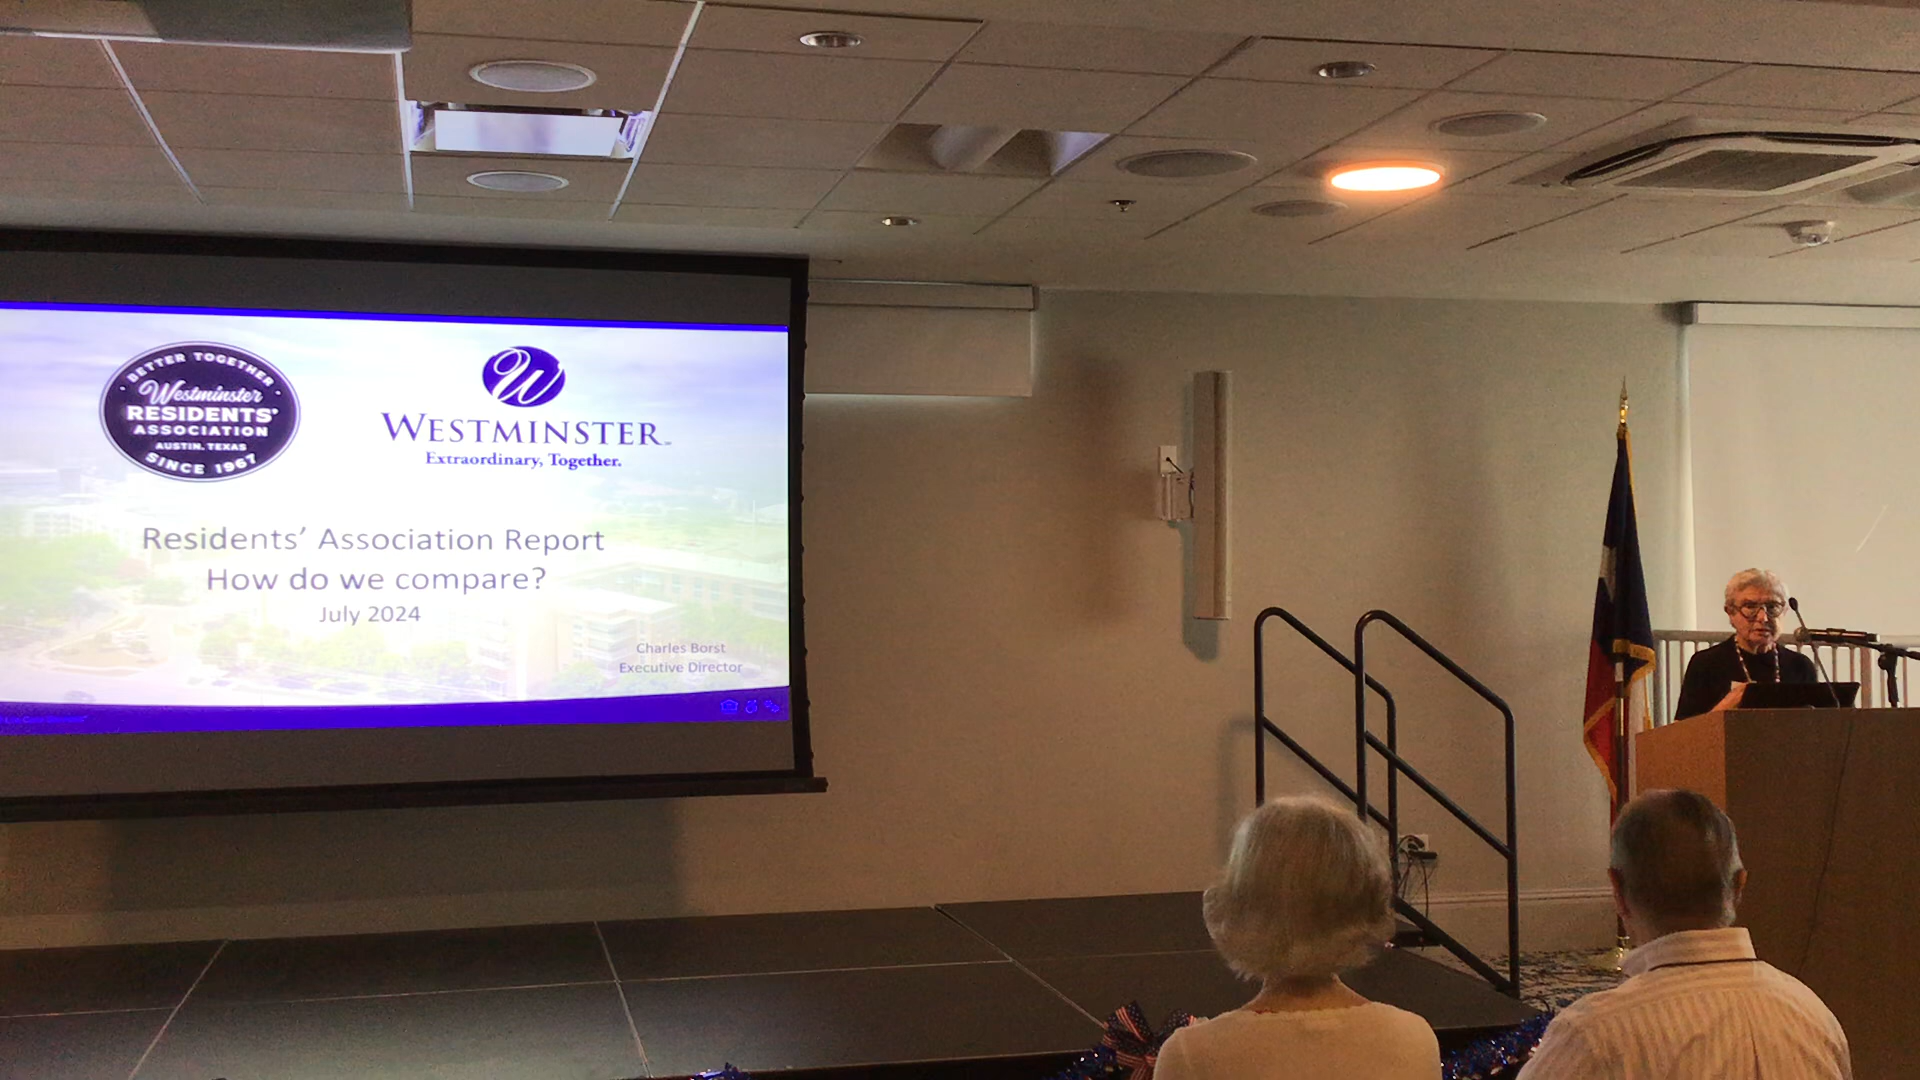 BETTER TOGETHER
Westminster
RESIDENTS'
ASSOCIATION
AUSTIN, TEXAS
SINCE 1967
W
WESTMINSTER
Extraordinary, Together.
Residents' Association Report
How do we compare?
July 2024
Charles Borst
Executive Director